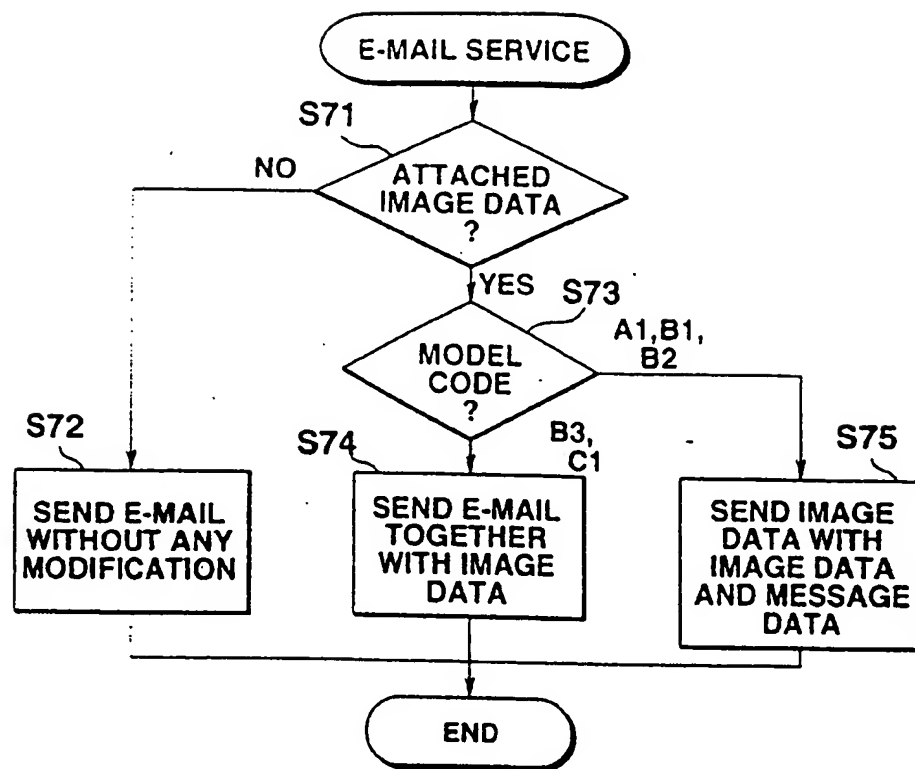 E-MAIL SERVICE
S71
NO
ATTACHED
IMAGE DATA
?
YES
S73
A1,B1,
B2
MODEL
CODE
?
S72
S74
B3,
C1
S75
SEND E-MAIL
WITHOUT ANY
MODIFICATION
SEND E-MAIL
TOGETHER
WITH IMAGE
DATA
SEND IMAGE
DATA WITH
IMAGE DATA
AND MESSAGE
DATA
END